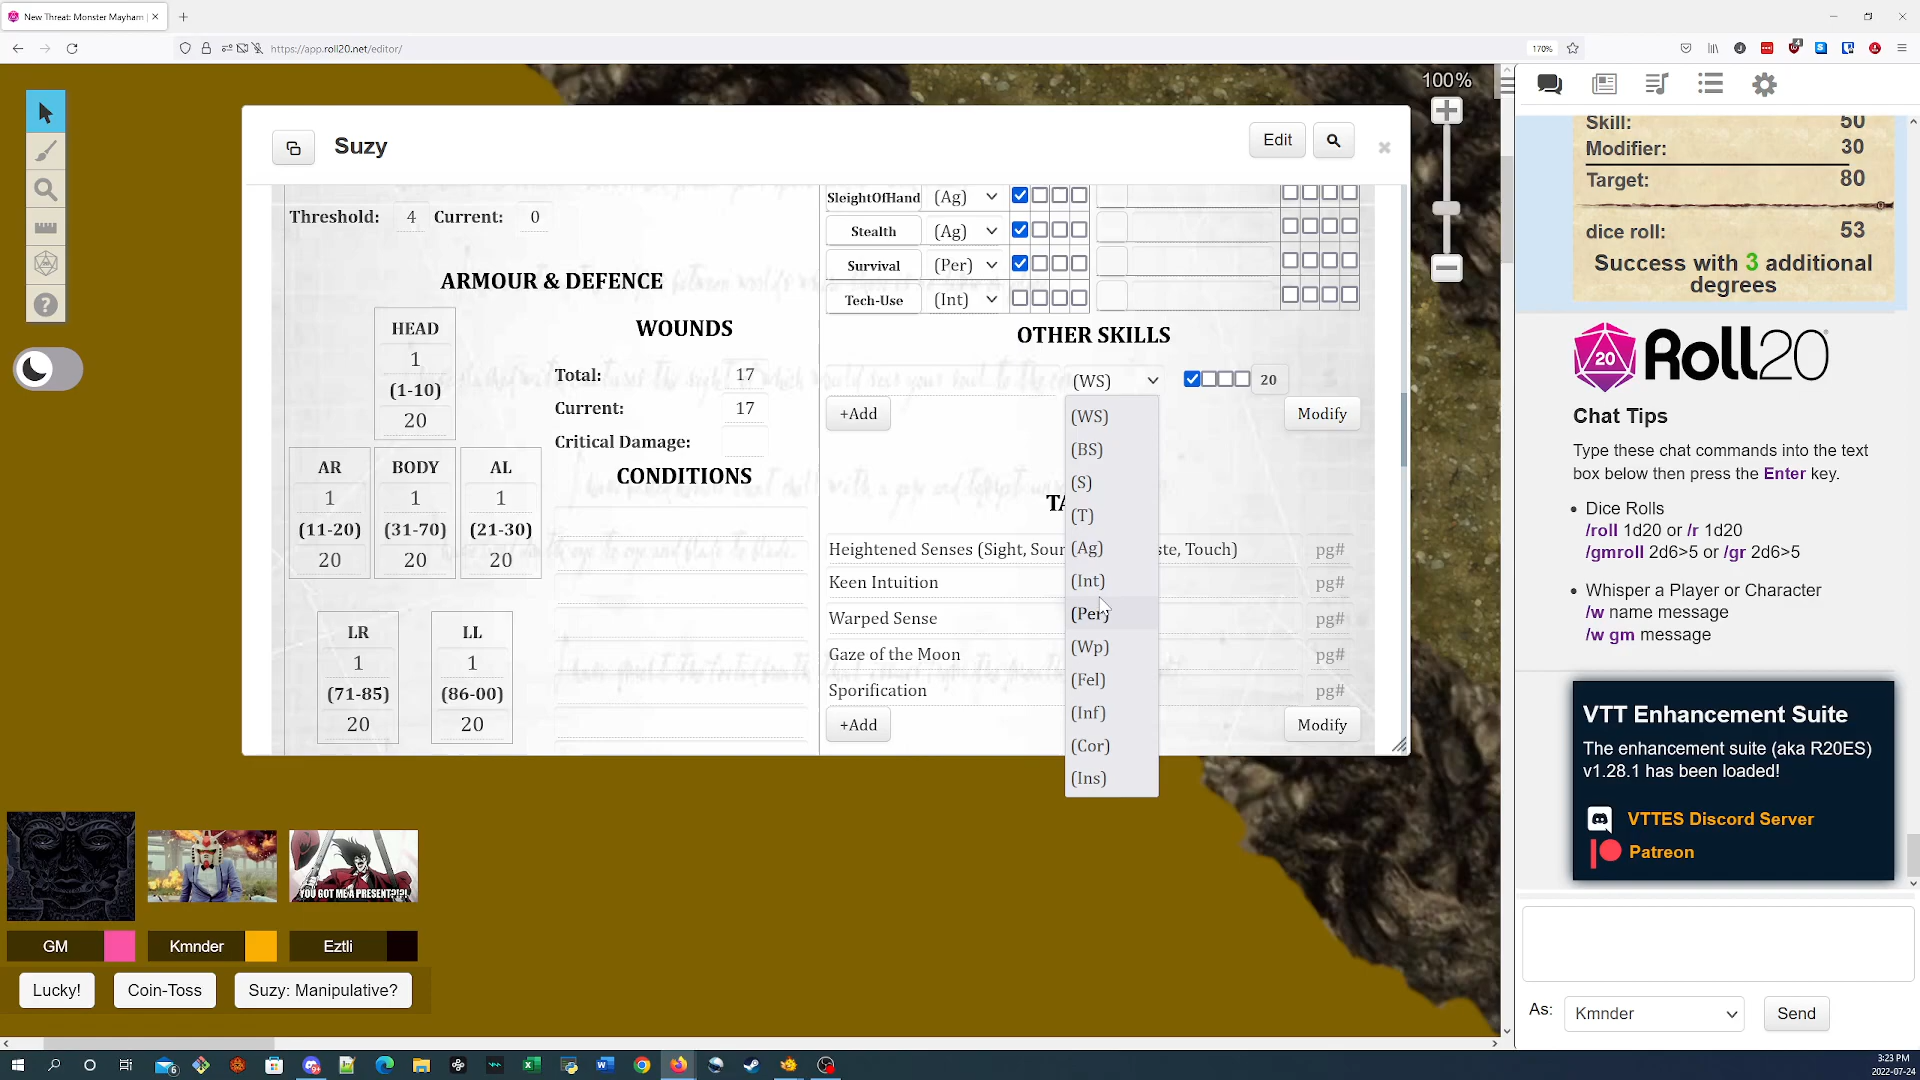 New Threat: Monster Mayham
https://app.roll20.net/editor/
170%
4
100%
Suzy
Edit
Threshold: 4 Current: 0
ARMOUR & DEFENCE
HEAD
1
(1-10)
20
AR
1
(11-20)
20
BODY
1
(31-70)
20
AL
1
(21-30)
20
LR
1
(71-85)
20
LL
1
(86-00)
20
WOUNDS
Total: 17
Current: 17
Critical Damage:
CONDITIONS
SleightOfHand (Ag)
Stealth (Ag)
Survival (Per)
Tech-Use (Int)
OTHER SKILLS
(WS) 20
+Add Modify
(WS)
(BS)
(S)
(T)
(Ag)
(Int)
(Per)
(Wp)
(Fel)
(Inf)
(Cor)
(Ins)
TA
Heightened Senses (Sight, Soun ste, Touch) pg#
Keen Intuition pg#
Warped Sense pg#
Gaze of the Moon pg#
Sporification pg#
+Add Modify
YOU GOT ME A PRESENT?!?!
GM
Kmnder
Eztli
Lucky!
Coin-Toss
Suzy: Manipulative?
Skill: 50
Modifier: 30
Target: 80
dice roll: 53
Success with 3 additional
degrees
20
Roll20
Chat Tips
Type these chat commands into the text
box below then press the Enter key.
• Dice Rolls
/roll 1d20 or /r 1d20
/gmroll 2d6>5 or /gr 2d6>5
• Whisper a Player or Character
/w name message
/w gm message
VTT Enhancement Suite
The enhancement suite (aka R20ES)
v1.28.1 has been loaded!
VTTES Discord Server
Patreon
As: Kmnder
Send
6
3:23 PM
2022-07-24